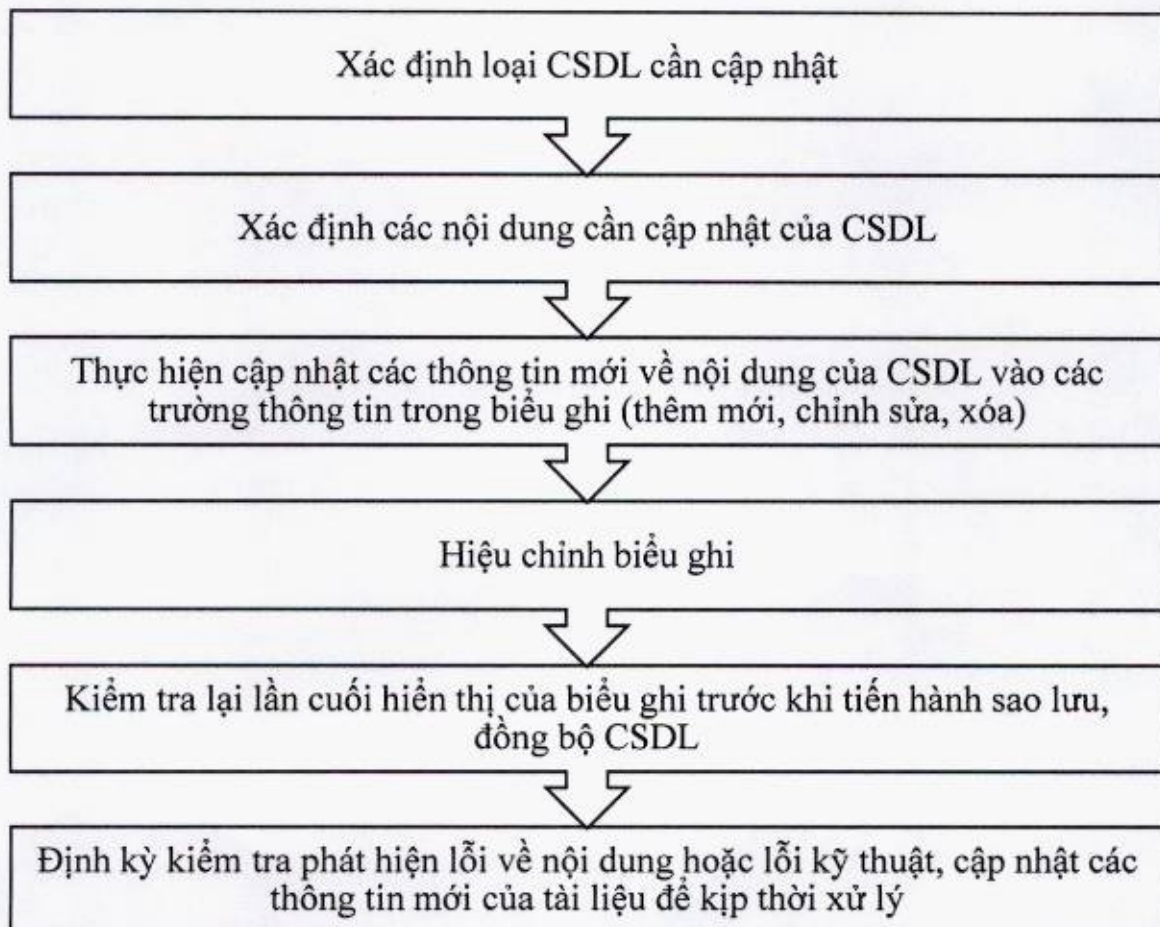 Xác định loại CSDL cần cập nhật
Xác định các nội dung cần cập nhật của CSDL
Thực hiện cập nhật các thông tin mới về nội dung của CSDL vào các
trường thông tin trong biểu ghi (thêm mới, chỉnh sửa, xóa)
Hiệu chỉnh biểu ghi
Kiểm tra lại lần cuối hiển thị của biểu ghi trước khi tiến hành sao lưu,
đồng bộ CSDL
Định kỳ kiểm tra phát hiện lỗi về nội dung hoặc lỗi kỹ thuật, cập nhật các
thông tin mới của tài liệu để kịp thời xử lý